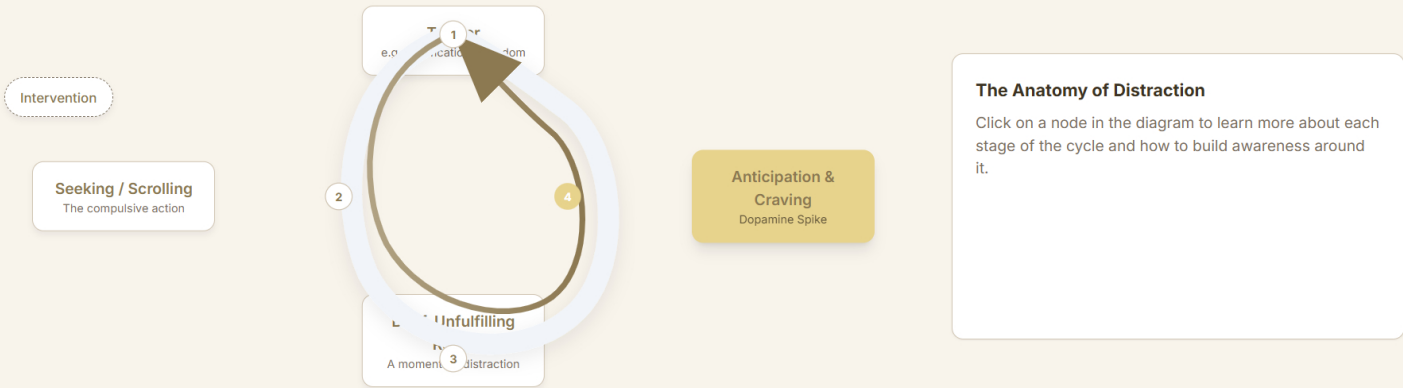 1
e.g.
Intervention
Seeking / Scrolling
The compulsive action
2
4
Anticipation &
Craving
Dopamine Spike
Unfulfilling
3
A distraction
The Anatomy of Distraction
Click on a node in the diagram to learn more about each
stage of the cycle and how to build awareness around
it.